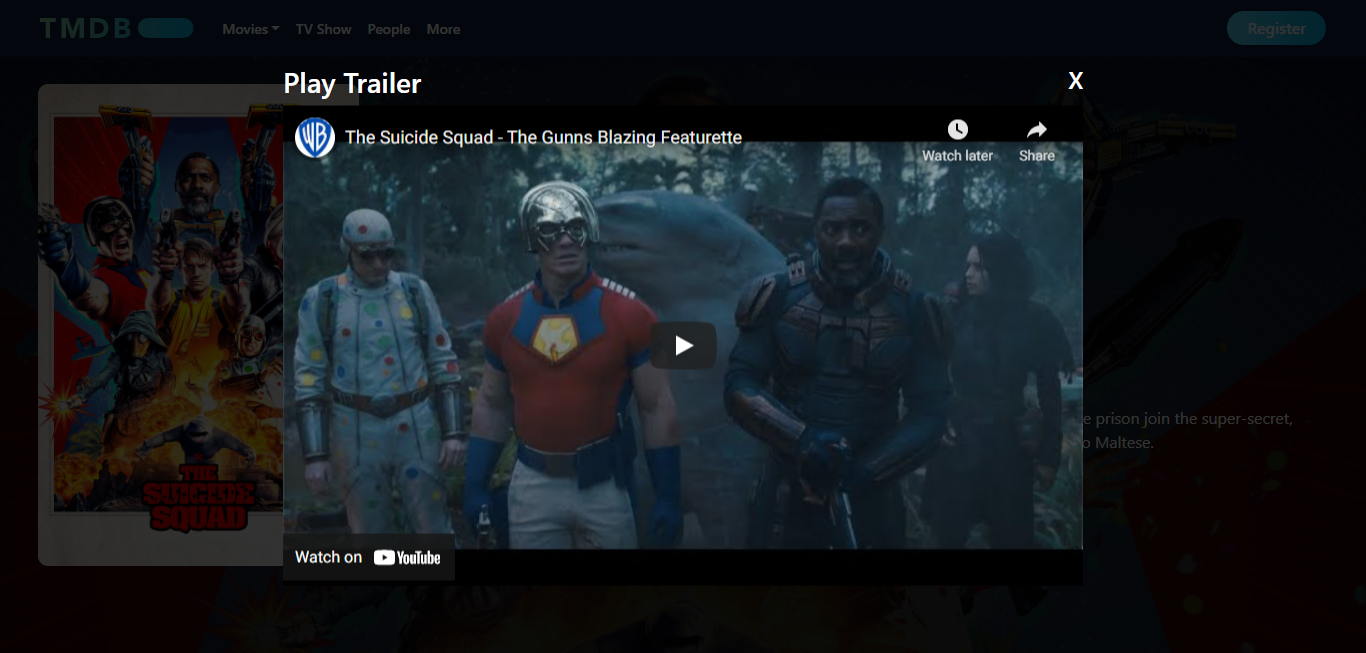 TMDB
Movies TV Show People More
Register
Play Trailer
X
The Suicide Squad - The Gunns Blazing Featurette
Watch later
Share
e prison join the super-secret,
o Maltese.
THE
SUICIDE
SQUAD
Watch on YouTube